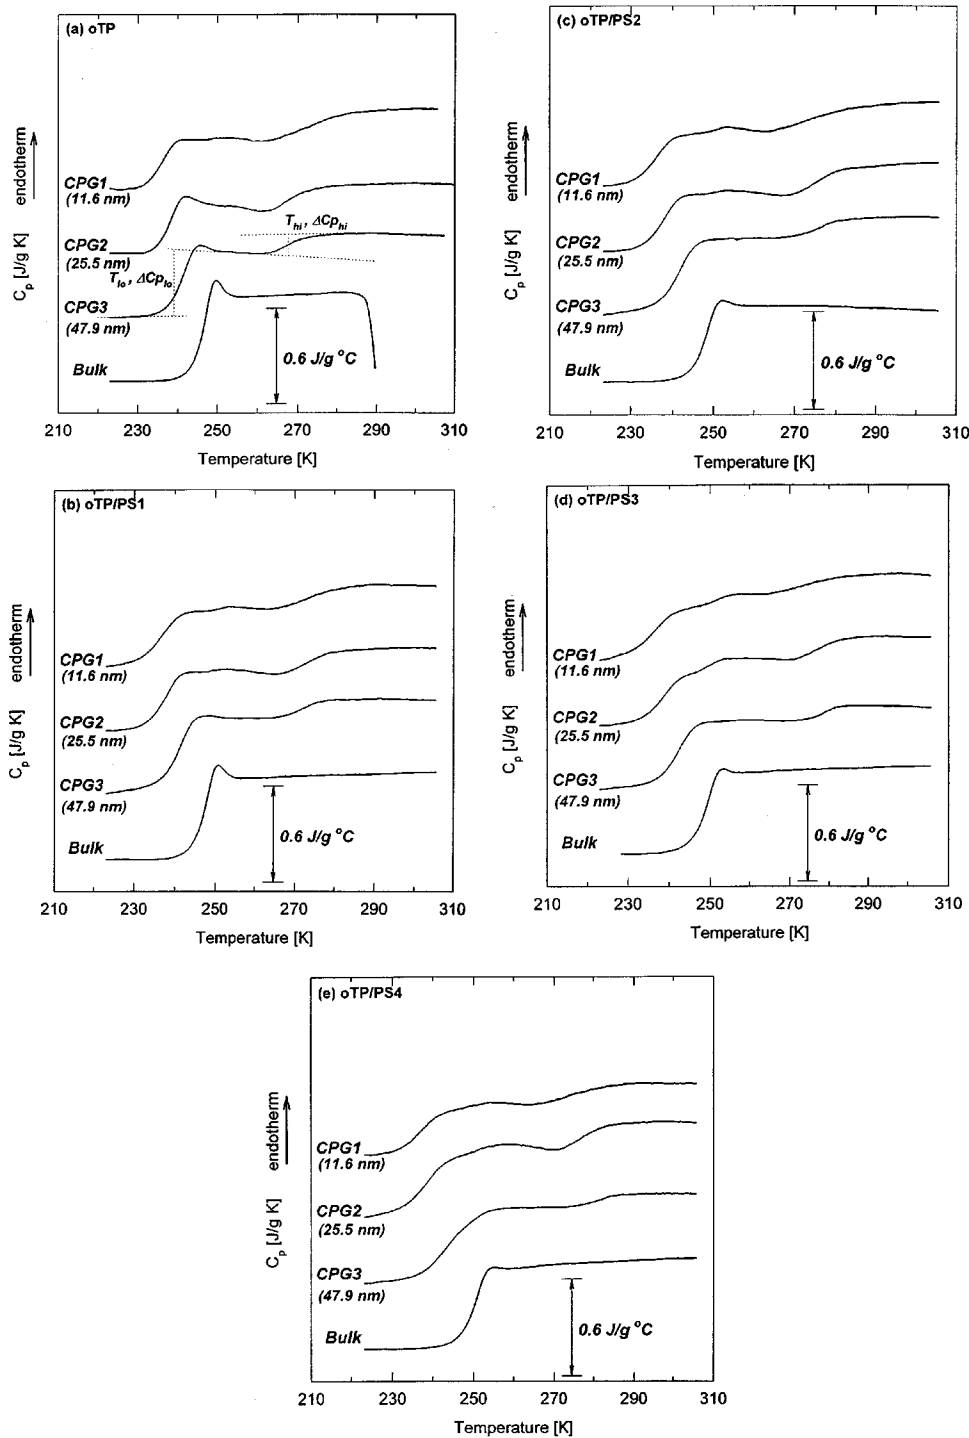 (a) oTP
endotherm
C_p [J/g K]
CPG1
(11.6 nm)
CPG2
(25.5 nm)
CPG3
(47.9 nm)
Bulk
T_hi, ΔCp_hi
T_lo, ΔCp_lo
0.6 J/g °C
210 230 250 270 290 310
Temperature [K]
(c) oTP/PS2
endotherm
C_p [J/g K]
CPG1
(11.6 nm)
CPG2
(25.5 nm)
CPG3
(47.9 nm)
Bulk
0.6 J/g °C
210 230 250 270 290 310
Temperature [K]
(b) oTP/PS1
endotherm
C_p [J/g K]
CPG1
(11.6 nm)
CPG2
(25.5 nm)
CPG3
(47.9 nm)
Bulk
0.6 J/g °C
210 230 250 270 290 310
Temperature [K]
(d) oTP/PS3
endotherm
C_p [J/g K]
CPG1
(11.6 nm)
CPG2
(25.5 nm)
CPG3
(47.9 nm)
Bulk
0.6 J/g °C
210 230 250 270 290 310
Temperature [K]
(e) oTP/PS4
endotherm
C_p [J/g K]
CPG1
(11.6 nm)
CPG2
(25.5 nm)
CPG3
(47.9 nm)
Bulk
0.6 J/g °C
210 230 250 270 290 310
Temperature [K]